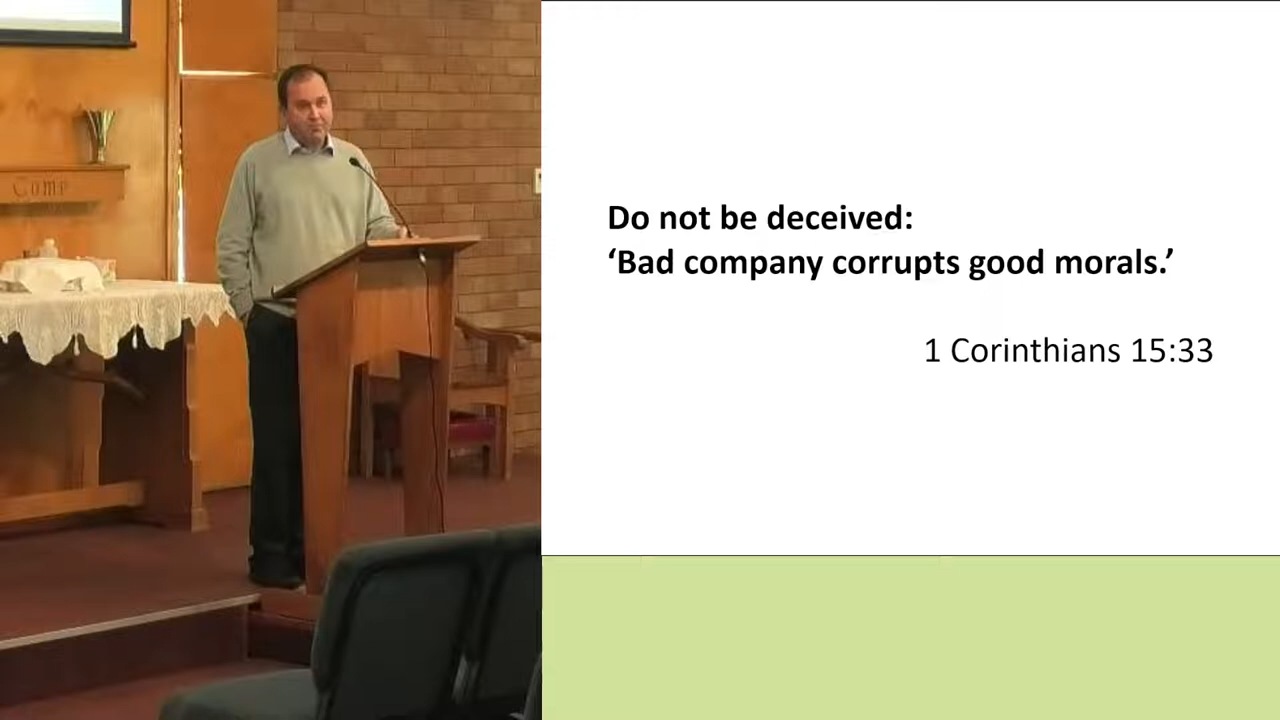 Come
Do not be deceived:
‘Bad company corrupts good morals.’
1 Corinthians 15:33